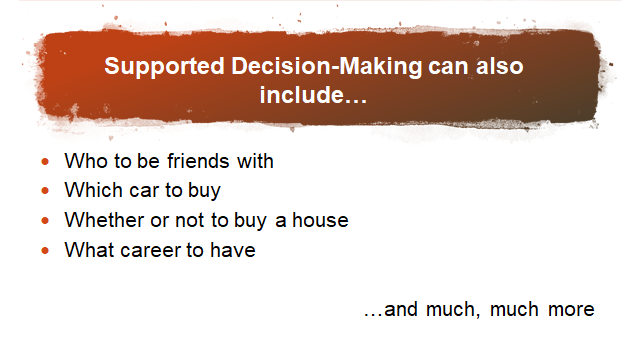 Supported Decision-Making can also
include…
• Who to be friends with
• Which car to buy
• Whether or not to buy a house
• What career to have
…and much, much more